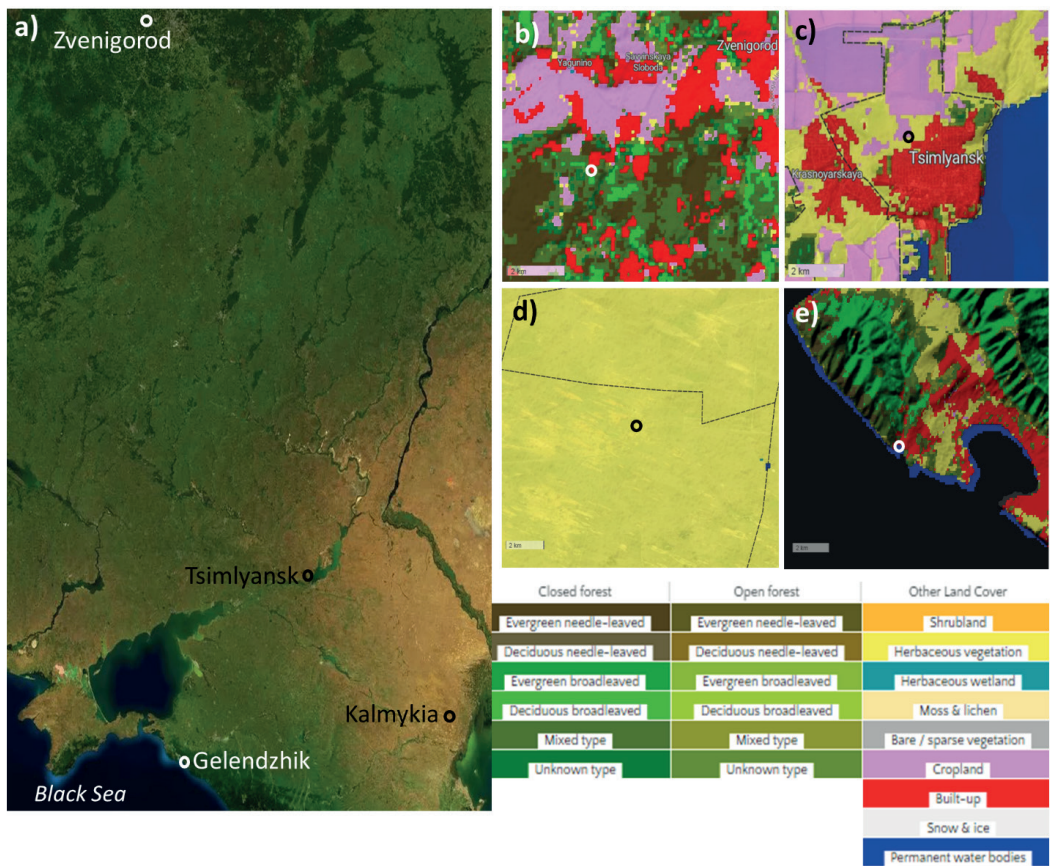 a)
Zvenigorod
Tsimlyansk
Kalmykia
Gelendzhik
Black Sea
b)
Zvenigorod
Yagunino
Sloboda
2 km
c)
Tsimlyansk
Krasnoyarskaya
2 km
d)
2 km
e)
2 km
Closed forest Open forest Other Land Cover
Evergreen needle-leaved Evergreen needle-leaved Shrubland
Deciduous needle-leaved Deciduous needle-leaved Herbaceous vegetation
Evergreen broadleaved Evergreen broadleaved Herbaceous wetland
Deciduous broadleaved Deciduous broadleaved Moss & lichen
Mixed type Mixed type Bare / sparse vegetation
Unknown type Unknown type Cropland
Built-up
Snow & ice
Permanent water bodies